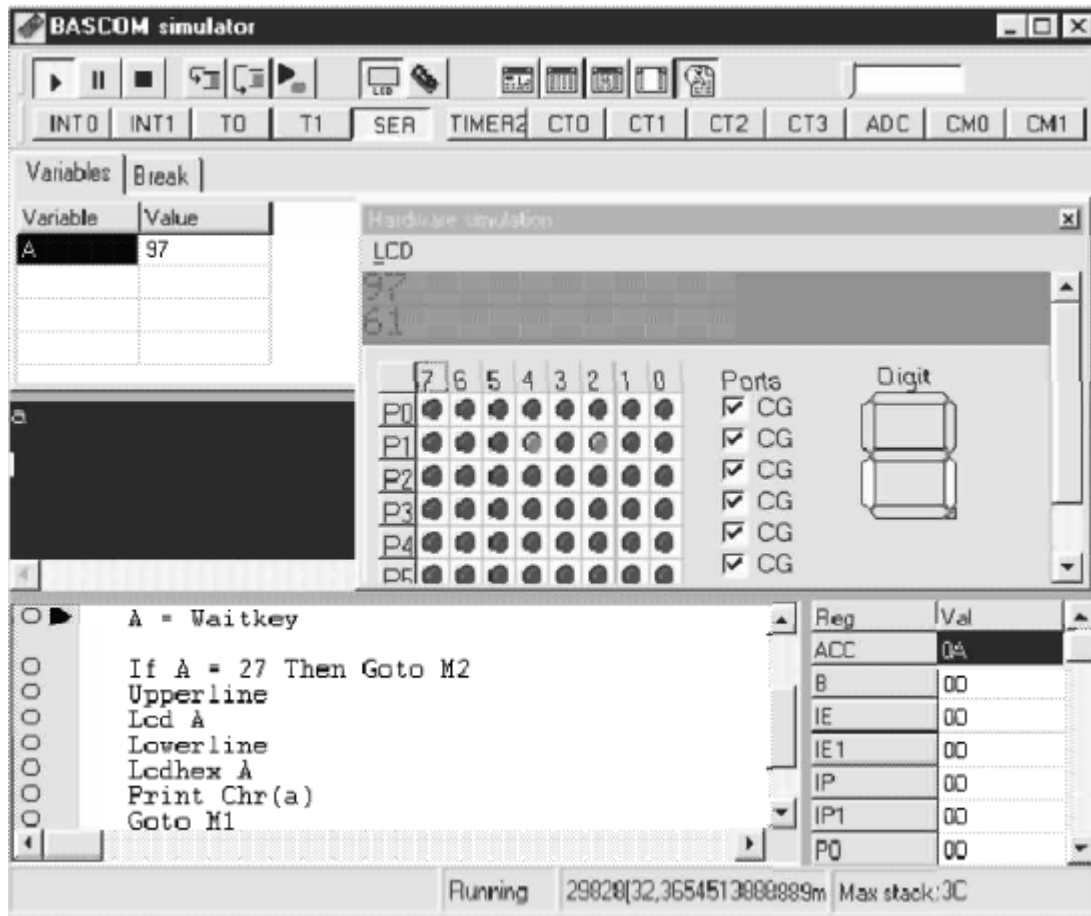 BASCOM simulator
LCD
INT0 INT1 T0 T1 SER TIMER2 CT0 CT1 CT2 CT3 ADC CM0 CM1
Variables Break
Variable Value
A 97
Hardware simulation
LCD
97
61
7 6 5 4 3 2 1 0
P0
P1
P2
P3
P4
P5
Ports
CG
CG
CG
CG
CG
CG
Digit
a
A = Waitkey
If A = 27 Then Goto M2
Upperline
Lcd A
Lowerline
Lcdhex A
Print Chr(a)
Goto M1
Reg Val
ACC 0A
B 00
IE 00
IE1 00
IP 00
IP1 00
P0 00
Running 29828[32,3654513888889m Max stack:3C